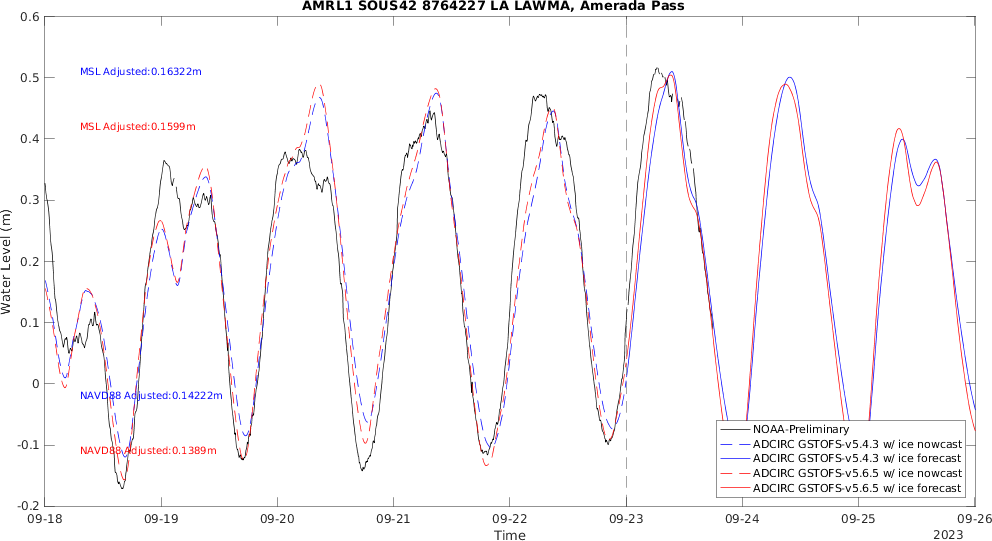 AMRL1 SOUS42 8764227 LA LAWMA, Amerada Pass
0.6
0.5
0.4
0.3
0.2
0.1
0
-0.1
-0.2
Water Level (m)
MSL Adjusted:0.16322m
MSL Adjusted:0.1599m
NAVD88 Adjusted:0.14222m
NAVD88 Adjusted:0.1389m
NOAA-Preliminary
ADCIRC GSTOFS-v5.4.3 w/ ice nowcast
ADCIRC GSTOFS-v5.4.3 w/ ice forecast
ADCIRC GSTOFS-v5.6.5 w/ ice nowcast
ADCIRC GSTOFS-v5.6.5 w/ ice forecast
09-18 09-19 09-20 09-21 09-22 09-23 09-24 09-25 09-26
Time
2023